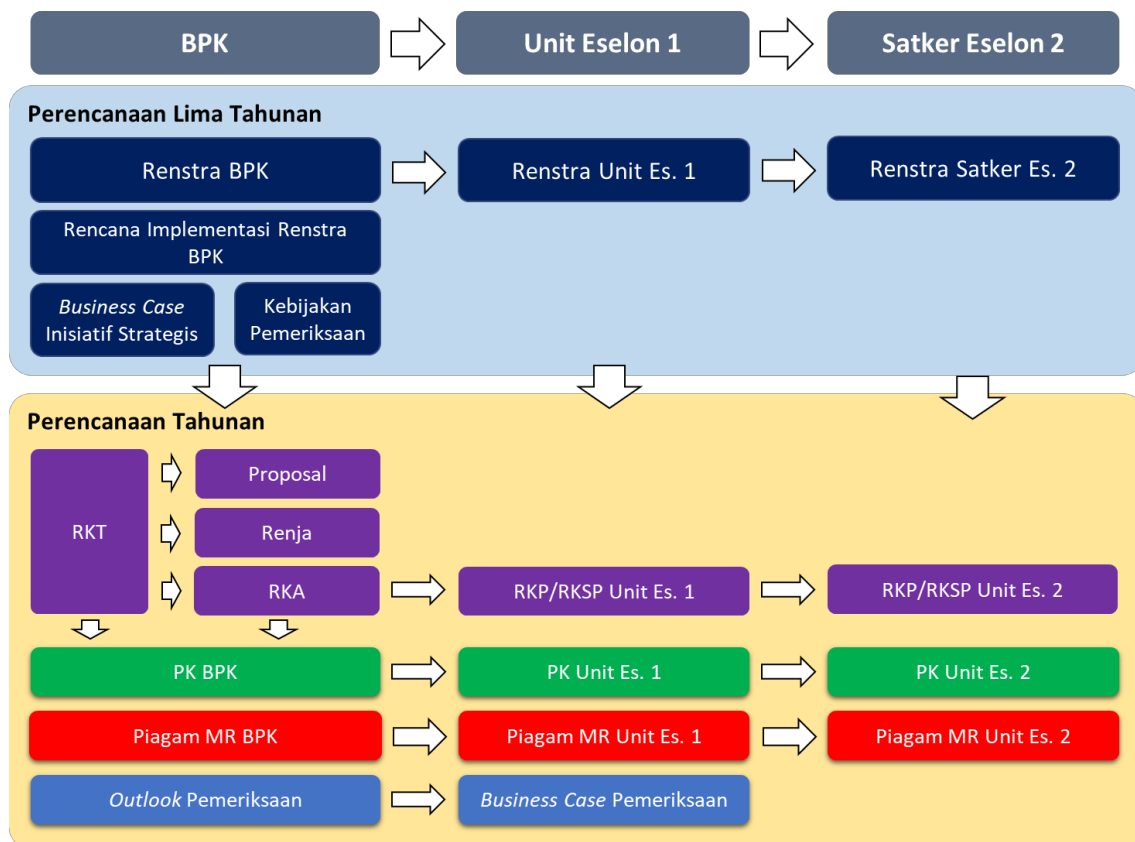 BPK
Unit Eselon 1
Satker Eselon 2
Perencanaan Lima Tahunan
Renstra BPK
Renstra Unit Es. 1
Renstra Satker Es. 2
Rencana Implementasi Renstra
BPK
Business Case
Inisiatif Strategis
Kebijakan
Pemeriksaan
Perencanaan Tahunan
RKT
Proposal
Renja
RKA
RKP/RKSP Unit Es. 1
RKP/RKSP Unit Es. 2
PK BPK
PK Unit Es. 1
PK Unit Es. 2
Piagam MR BPK
Piagam MR Unit Es. 1
Piagam MR Unit Es. 2
Outlook Pemeriksaan
Business Case Pemeriksaan